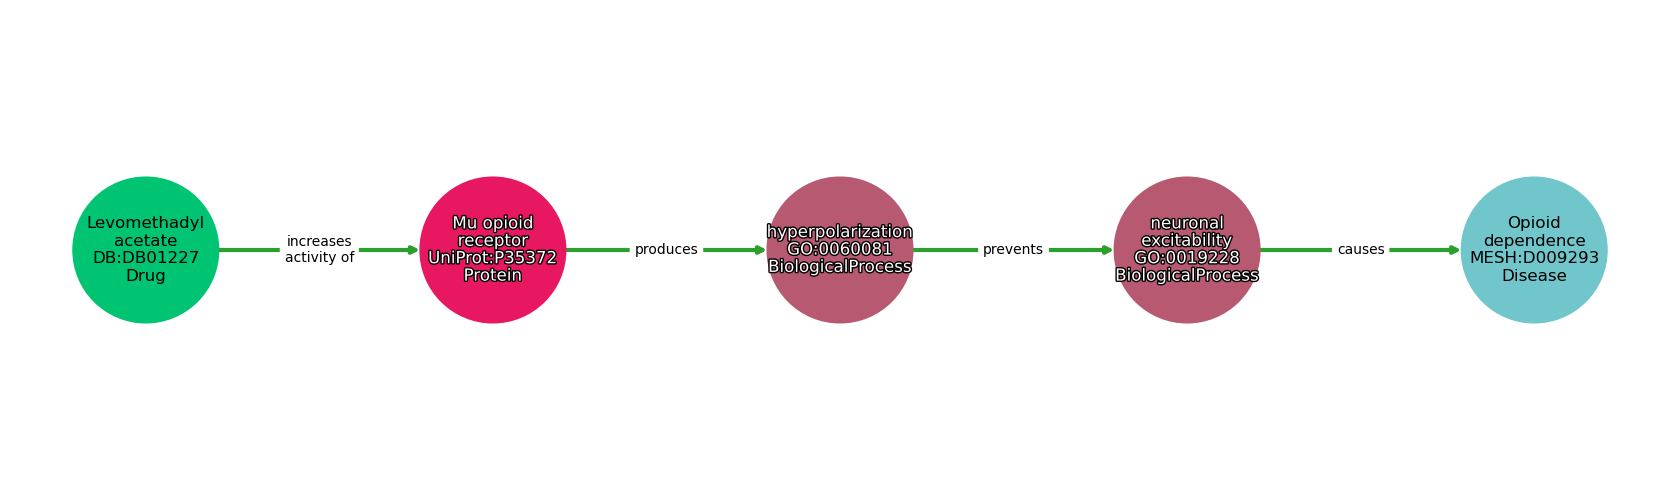 Levomethadyl
acetate
DB:DB01227
Drug
increases
activity of
Mu opioid
receptor
UniProt:P35372
Protein
produces
hyperpolarization
GO:0060081
BiologicalProcess
prevents
neuronal
excitability
GO:0019228
BiologicalProcess
causes
Opioid
dependence
MESH:D009293
Disease